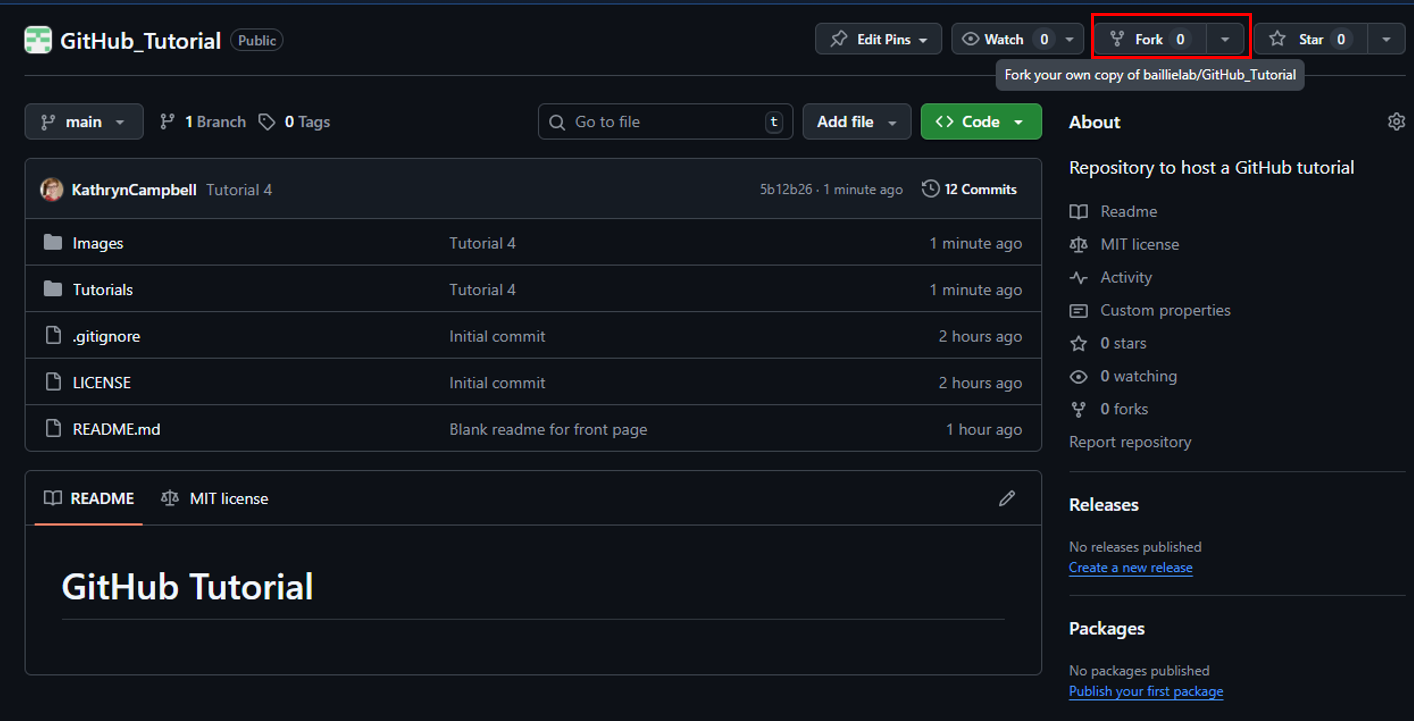 GitHub_Tutorial Public Edit Pins Watch 0 Fork 0 Star 0
Fork your own copy of baillielab/GitHub_Tutorial
main 1 Branch 0 Tags Go to file t Add file Code
KathrynCampbell Tutorial 4 5b12b26 · 1 minute ago 12 Commits
Images Tutorial 4 1 minute ago
Tutorials Tutorial 4 1 minute ago
.gitignore Initial commit 2 hours ago
LICENSE Initial commit 2 hours ago
README.md Blank readme for front page 1 hour ago
README MIT license
GitHub Tutorial
About
Repository to host a GitHub tutorial
Readme
MIT license
Activity
Custom properties
0 stars
0 watching
0 forks
Report repository
Releases
No releases published
Create a new release
Packages
No packages published
Publish your first package